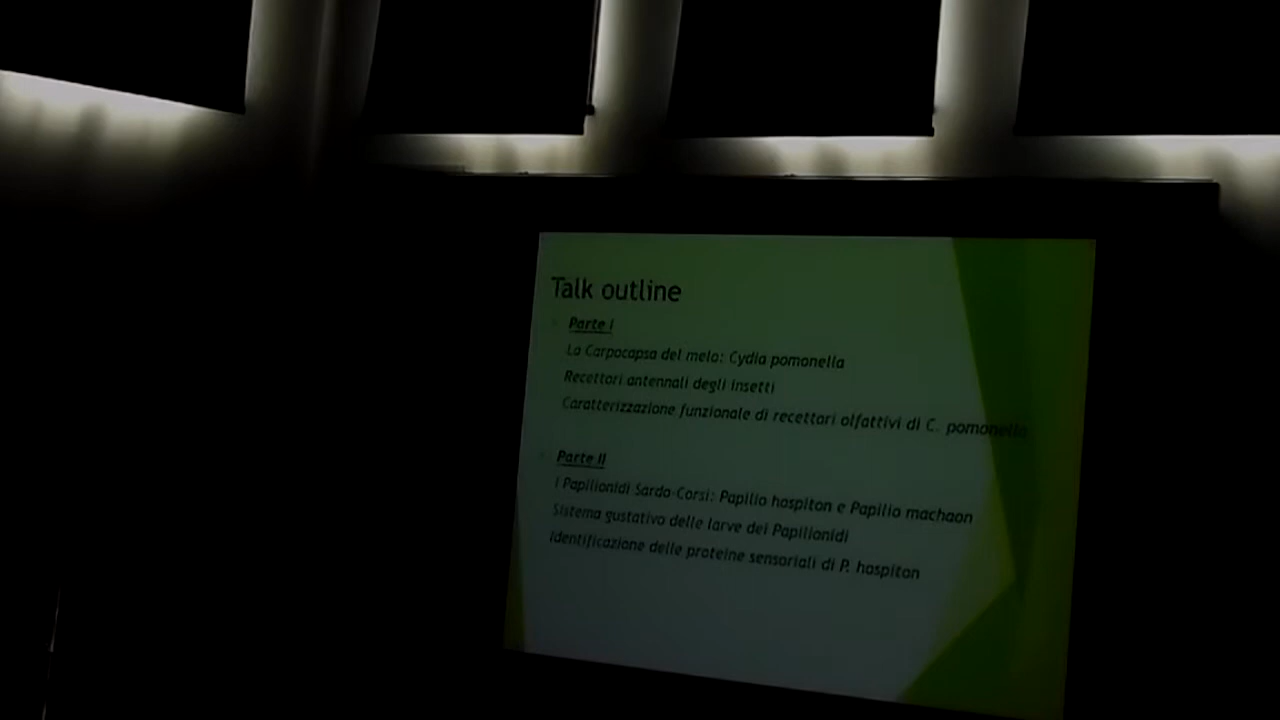 Talk outline
Parte I
La Carpocapsa del melo: Cydia pomonella
Recettori antennali degli insetti
Caratterizzazione funzionale di recettori olfattivi di C. pomonella
Parte II
I Papilionidi Sardo-Corsi: Papilio hospiton e Papilio machaon
Sistema gustativo delle larve dei Papilionidi
Identificazione delle proteine sensoriali di P. hospiton